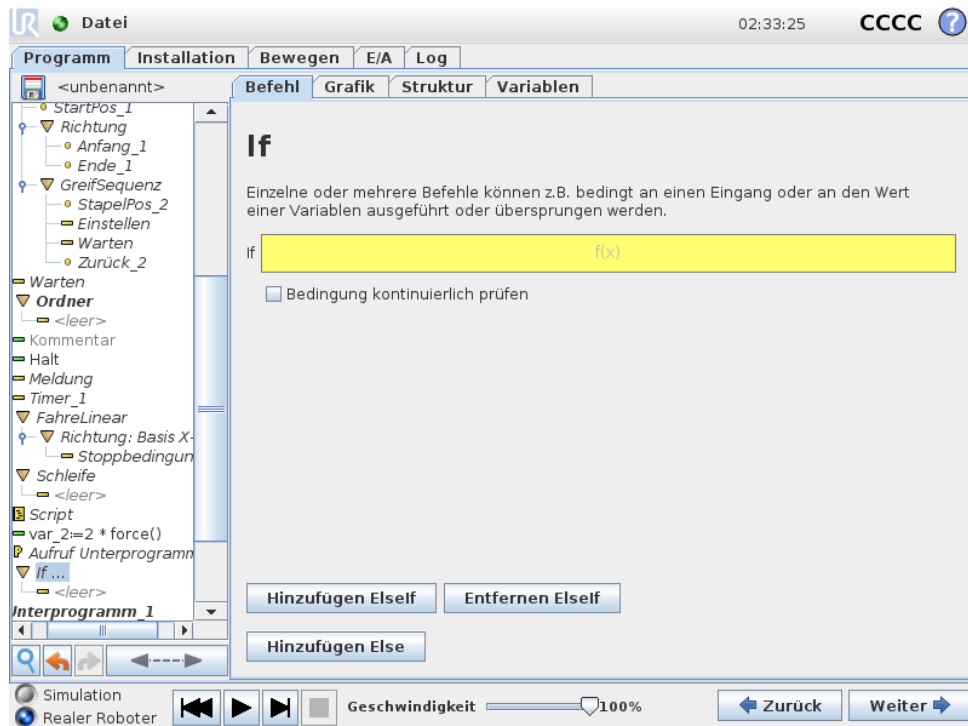 UR Datei 02:33:25 CCCC ?
Programm Installation Bewegen E/A Log
<unbenannt>
Befehl Grafik Struktur Variablen
StartPos_1
Richtung
Anfang_1
Ende_1
GreifSequenz
StapelPos_2
Einstellen
Warten
Zurück_2
Warten
Ordner
<leer>
Kommentar
Halt
Meldung
Timer_1
FahreLinear
Richtung: Basis X-
Stoppbedingun
Schleife
<leer>
Script
var_2:=2 * force()
Aufruf Unterprogramm
If ...
<leer>
Unterprogramm_1
If
Einzelne oder mehrere Befehle können z.B. bedingt an einen Eingang oder an den Wert
einer Variablen ausgeführt oder übersprungen werden.
If f(x)
Bedingung kontinuierlich prüfen
Hinzufügen ElseIf Entfernen ElseIf
Hinzufügen Else
Simulation
Realer Roboter
Geschwindigkeit 100%
Zurück Weiter